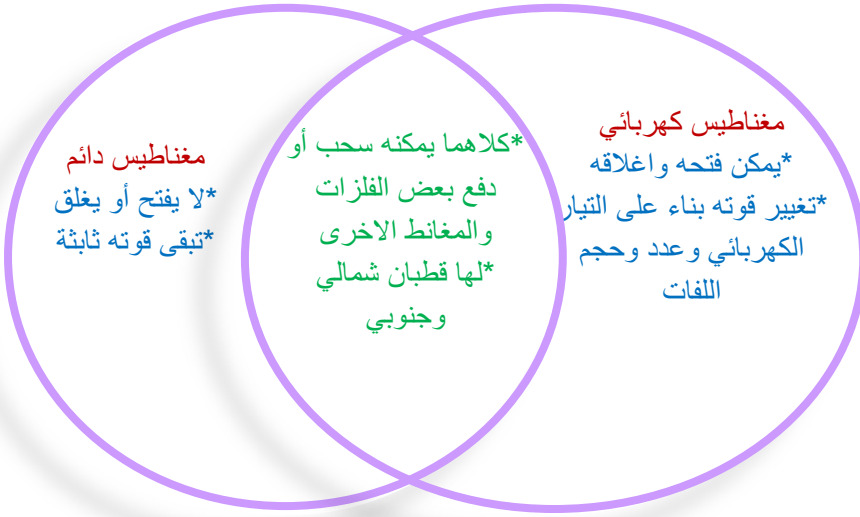 مغناطيس كهربائي
*يمكن فتحه واغلاقه
*تغيير قوته بناء على التيار
الكهربائي وعدد وحجم
اللفات
*كلاهما يمكنه سحب أو
دفع بعض الفلزات
والمغانط الاخرى
*لها قطبان شمالي
وجنوبي
مغناطيس دائم
*لا يفتح أو يغلق
*تبقى قوته ثابثة